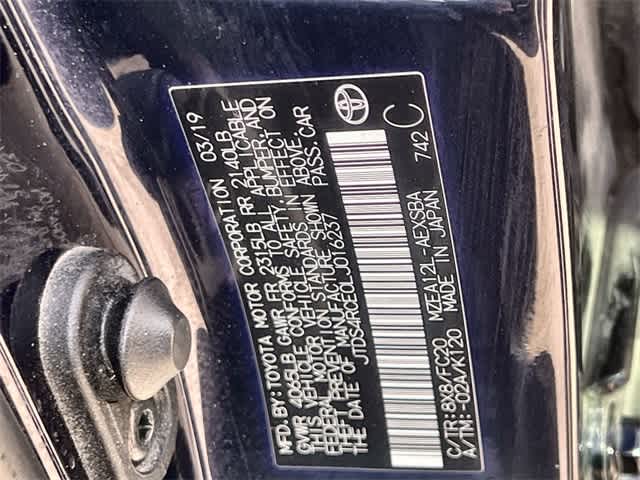 MFD. BY: TOYOTA MOTOR CORPORATION 03/19
GVWR 4065LB GAWR FR 2315LB RR 2140LB
THIS VEHICLE CONFORMS TO ALL APPLICABLE
FEDERAL MOTOR VEHICLE SAFETY, BUMPER, AND
THEFT PREVENTION STANDARDS IN EFFECT ON
THE DATE OF MANUFACTURE SHOWN ABOVE.
JTDS4RCE0LJ016237 PASS. CAR
C/TR: 8X8/FC20 MZEA12L-AEXSBA 742
A/TM: -02A/K120 MADE IN JAPAN C